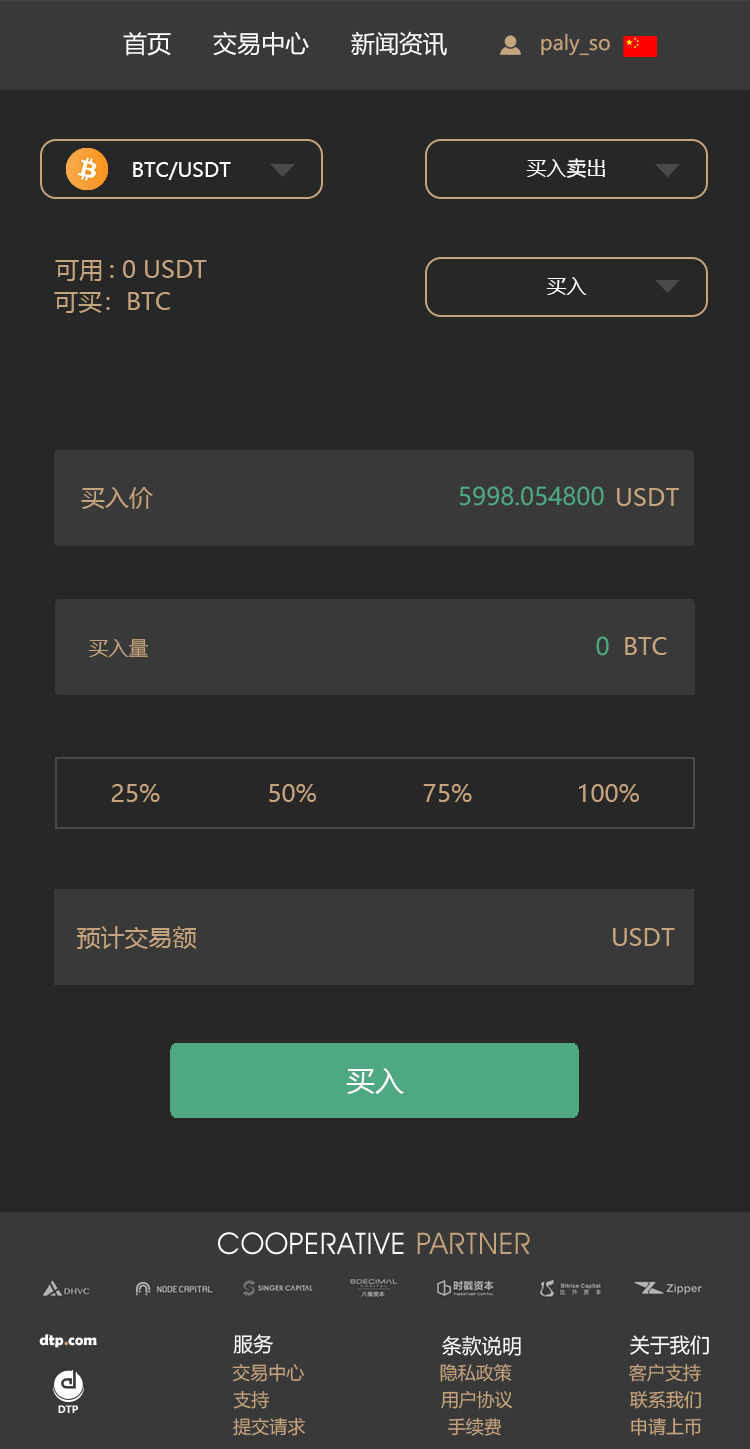 首页 交易中心 新闻资讯 paly_so
BTC/USDT 买入卖出
可用 : 0 USDT
可买 : BTC
买入
买入价 5998.054800 USDT
买入量 0 BTC
25% 50% 75% 100%
预计交易额 USDT
买入
COOPERATIVE PARTNER
DHVC NODE CAPITAL SINGER CAPITAL 8DECIMAL CAPITAL 八维资本 时戳资本 TIMESTAMP CAPITAL Bitrise Capital 比升资本 Zipper
dtp.com 服务 条款说明 关于我们
交易中心 隐私政策 客户支持
支持 用户协议 联系我们
DTP 提交请求 手续费 申请上币